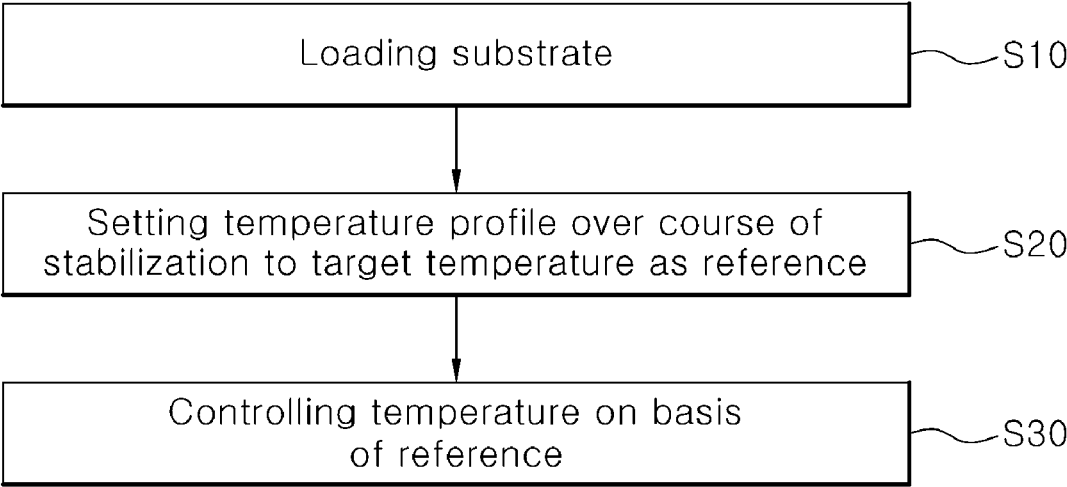 Loading substrate
S10
Setting temperature profile over course of
stabilization to target temperature as reference
S20
Controlling temperature on basis
of reference
S30